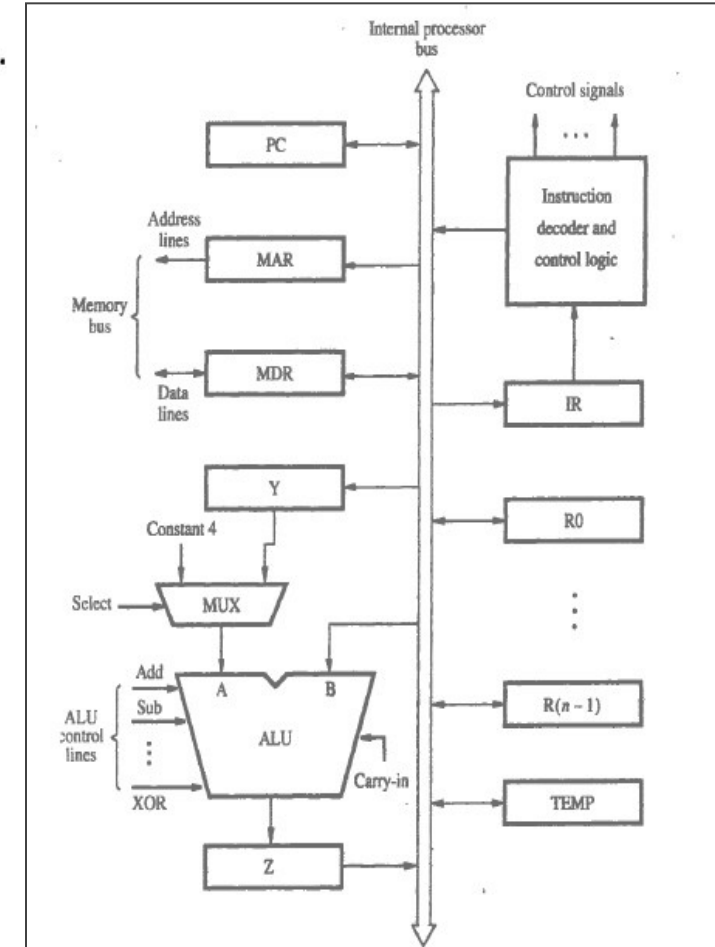 Internal processor
bus
Control signals
...
PC
Instruction
decoder and
control logic
Address
lines
MAR
Memory
bus
MDR
Data
lines
IR
Y
Constant 4
R0
Select
MUX
Add
A
B
R(n − 1)
Sub
ALU
control
lines
ALU
Carry-in
XOR
TEMP
Z